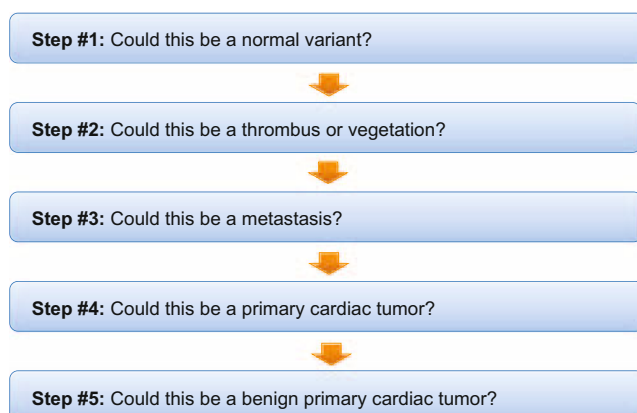 Step #1: Could this be a normal variant?
Step #2: Could this be a thrombus or vegetation?
Step #3: Could this be a metastasis?
Step #4: Could this be a primary cardiac tumor?
Step #5: Could this be a benign primary cardiac tumor?